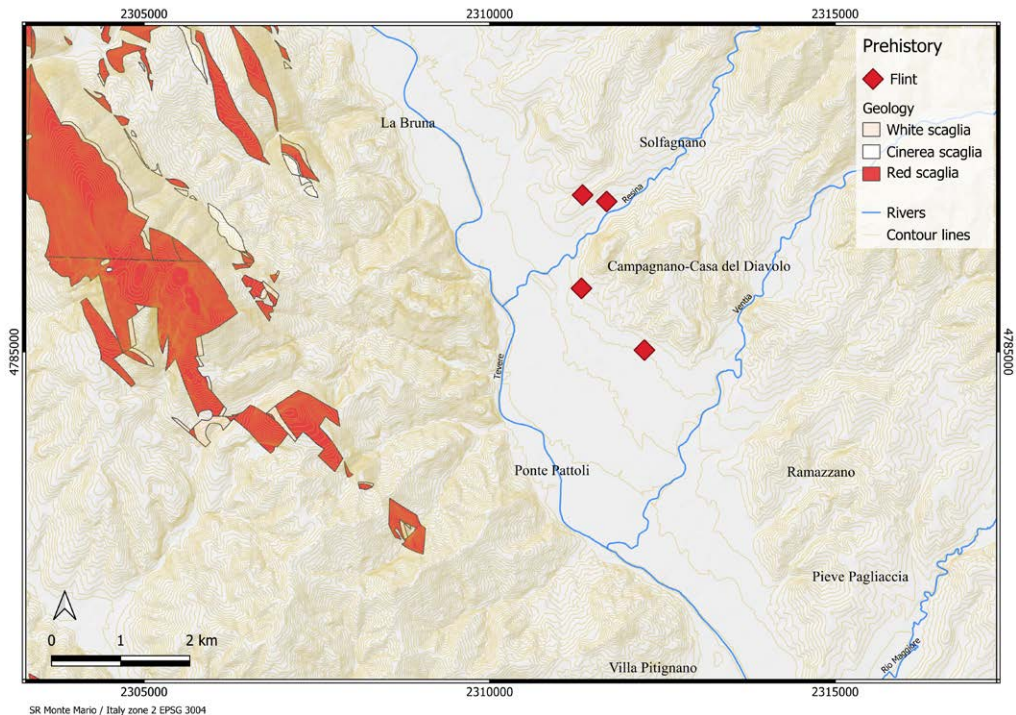 2305000
2310000
2315000
Prehistory
Flint
Geology
White scaglia
Cinerea scaglia
Red scaglia
Rivers
Contour lines
La Bruna
Solfagnano
Resina
Campagnano-Casa del Diavolo
Ventia
4785000
4785000
Tevere
Ponte Pattoli
Ramazzano
Pieve Pagliaccia
Rio Maggiore
Villa Pitignano
0 1 2 km
2305000
2310000
2315000
SR Monte Mario / Italy zone 2 EPSG 3004